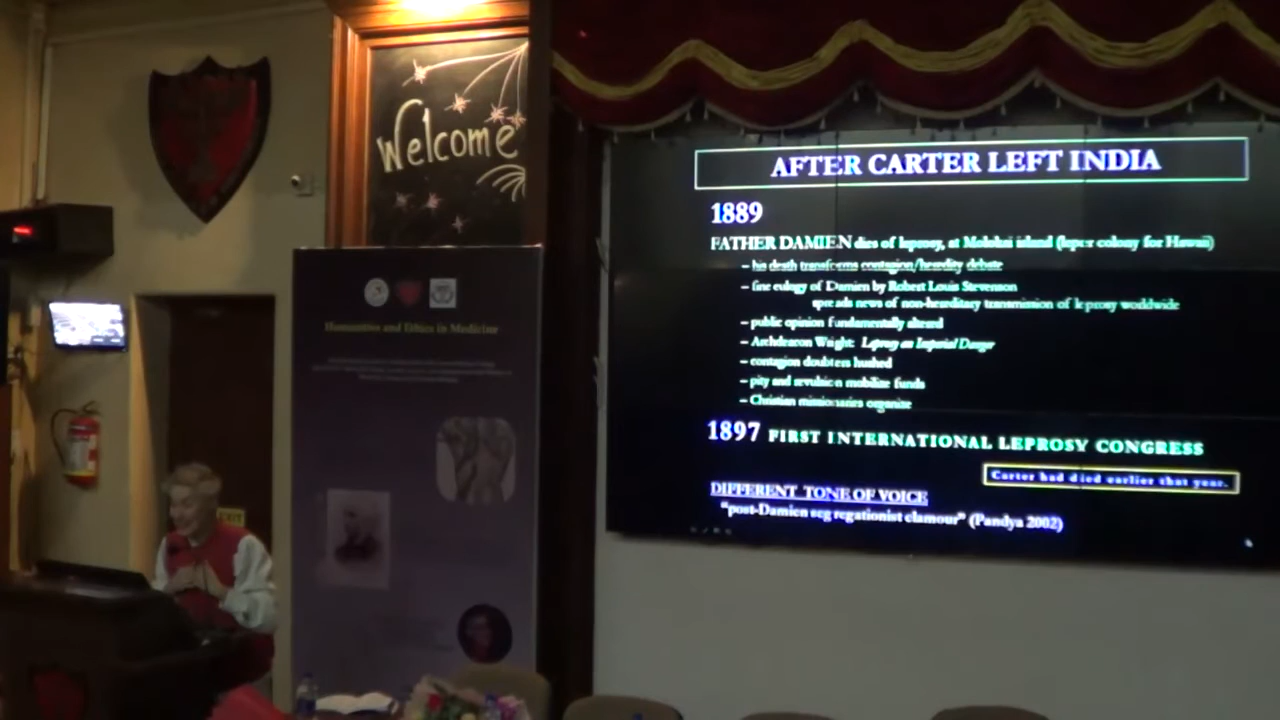 Welcome
Humanities and Ethics in Medicine
EXIT
AFTER CARTER LEFT INDIA
1889
FATHER DAMIEN dies of leprosy, at Molokai island (leper colony for Hawaii)
– his death transforms contagion/heredity debate
– fine eulogy of Damien by Robert Louis Stevenson
spreads news of non-hereditary transmission of leprosy worldwide
– public opinion fundamentally altered
– Archdeacon Wright: Leprosy an Imperial Danger
– contagion doubters hushed
– pity and revulsion mobilize funds
– Christian missionaries organize
1897 FIRST INTERNATIONAL LEPROSY CONGRESS
Carter had died earlier that year.
DIFFERENT TONE OF VOICE
"post-Damien segregationist clamour" (Pandya 2002)